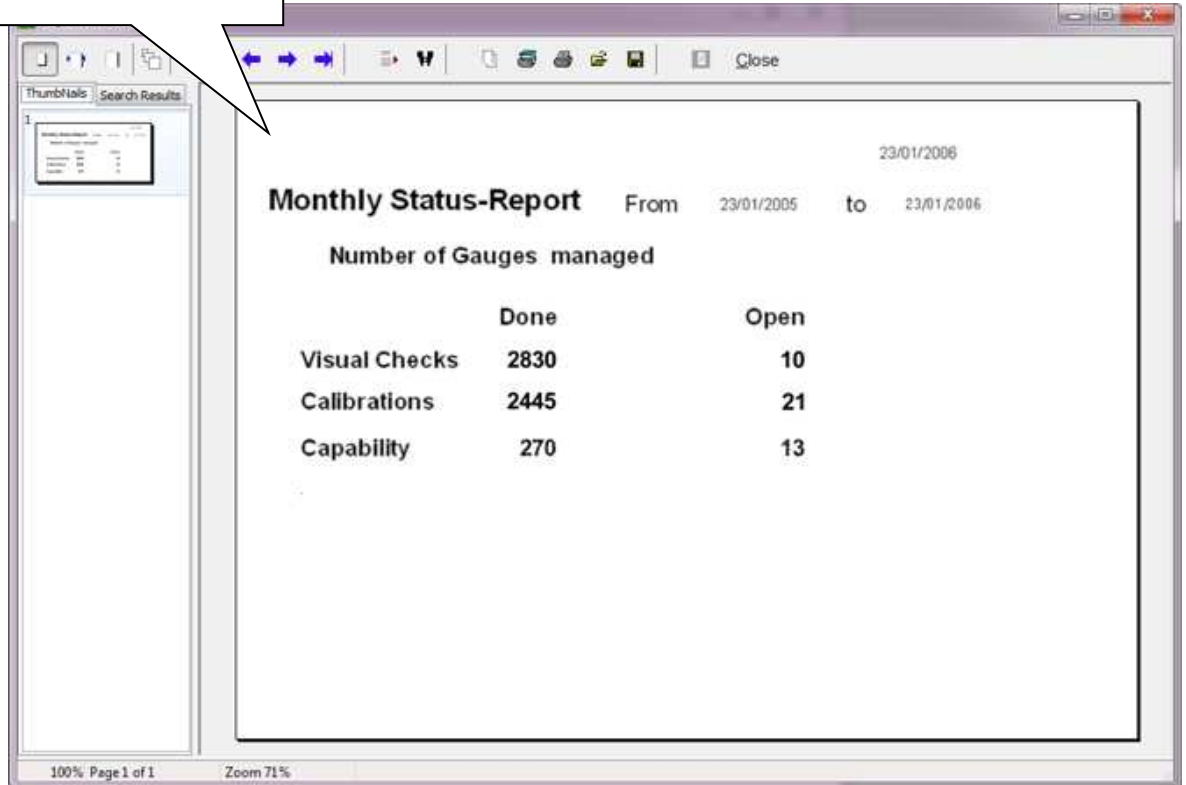 Close
ThumbNails Search Results
1
23/01/2006
Monthly Status-Report From 23/01/2005 to 23/01/2006
Number of Gauges managed
Done Open
Visual Checks 2830 10
Calibrations 2445 21
Capability 270 13
100% Page 1 of 1 Zoom 71%